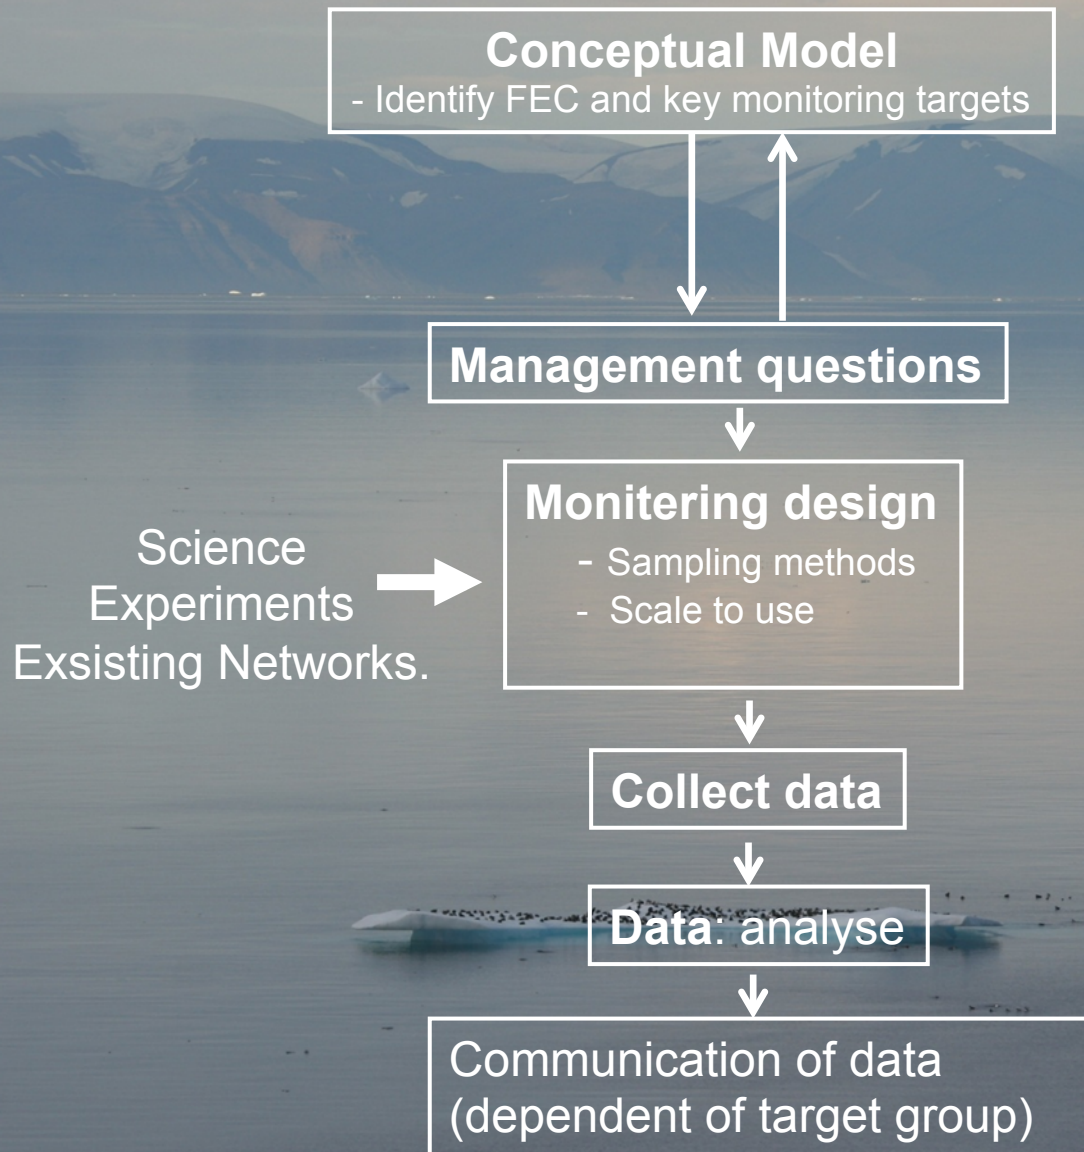 Conceptual Model
- Identify FEC and key monitoring targets
Management questions
Monitering design
- Sampling methods
- Scale to use
Science
Experiments
Exsisting Networks.
Collect data
Data: analyse
Communication of data
(dependent of target group)